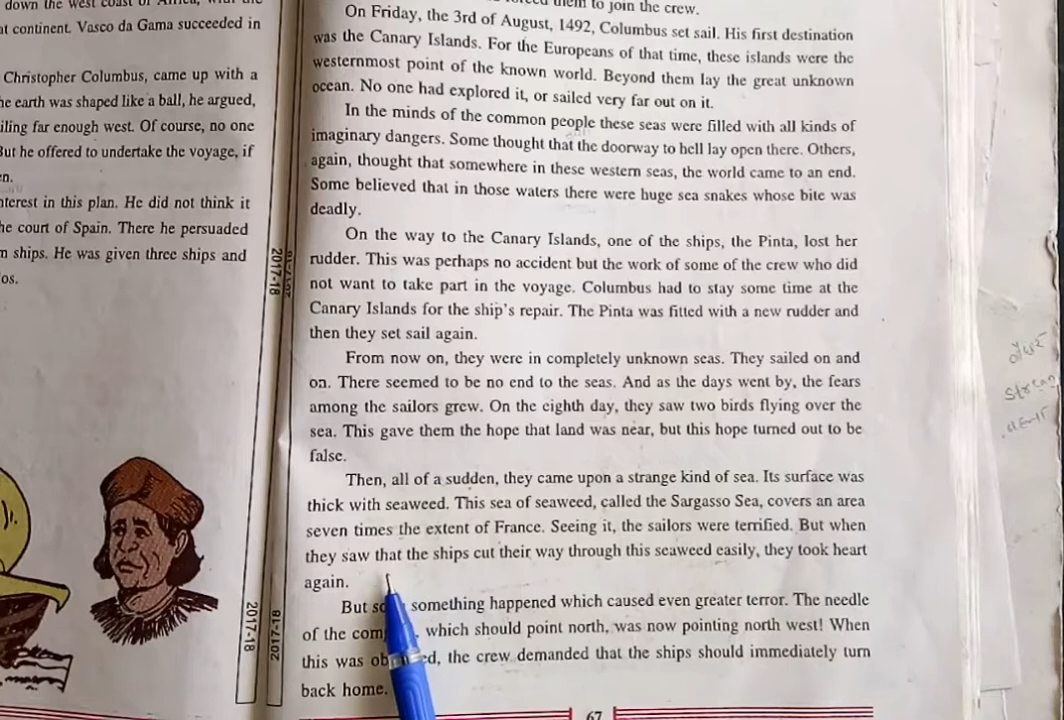 down the west coast of Africa, with the
at continent. Vasco da Gama succeeded in
Christopher Columbus, came up with a
he earth was shaped like a ball, he argued,
iling far enough west. Of course, no one
But he offered to undertake the voyage, if
en.
nterest in this plan. He did not think it
he court of Spain. There he persuaded
n ships. He was given three ships and
os.
2017-18
2017-18
2017-18
them to join the crew.
On Friday, the 3rd of August, 1492, Columbus set sail. His first destination
was the Canary Islands. For the Europeans of that time, these islands were the
westernmost point of the known world. Beyond them lay the great unknown
ocean. No one had explored it, or sailed very far out on it.
In the minds of the common people these seas were filled with all kinds of
imaginary dangers. Some thought that the doorway to hell lay open there. Others,
again, thought that somewhere in these western seas, the world came to an end.
Some believed that in those waters there were huge sea snakes whose bite was
deadly.
On the way to the Canary Islands, one of the ships, the Pinta, lost her
rudder. This was perhaps no accident but the work of some of the crew who did
not want to take part in the voyage. Columbus had to stay some time at the
Canary Islands for the ship's repair. The Pinta was fitted with a new rudder and
then they set sail again.
From now on, they were in completely unknown seas. They sailed on and
on. There seemed to be no end to the seas. And as the days went by, the fears
among the sailors grew. On the eighth day, they saw two birds flying over the
sea. This gave them the hope that land was near, but this hope turned out to be
false.
Then, all of a sudden, they came upon a strange kind of sea. Its surface was
thick with seaweed. This sea of seaweed, called the Sargasso Sea, covers an area
seven times the extent of France. Seeing it, the sailors were terrified. But when
they saw that the ships cut their way through this seaweed easily, they took heart
again.
But something happened which caused even greater terror. The needle
of the com which should point north, was now pointing north west! When
this was ob ed, the crew demanded that the ships should immediately turn
back home.
67